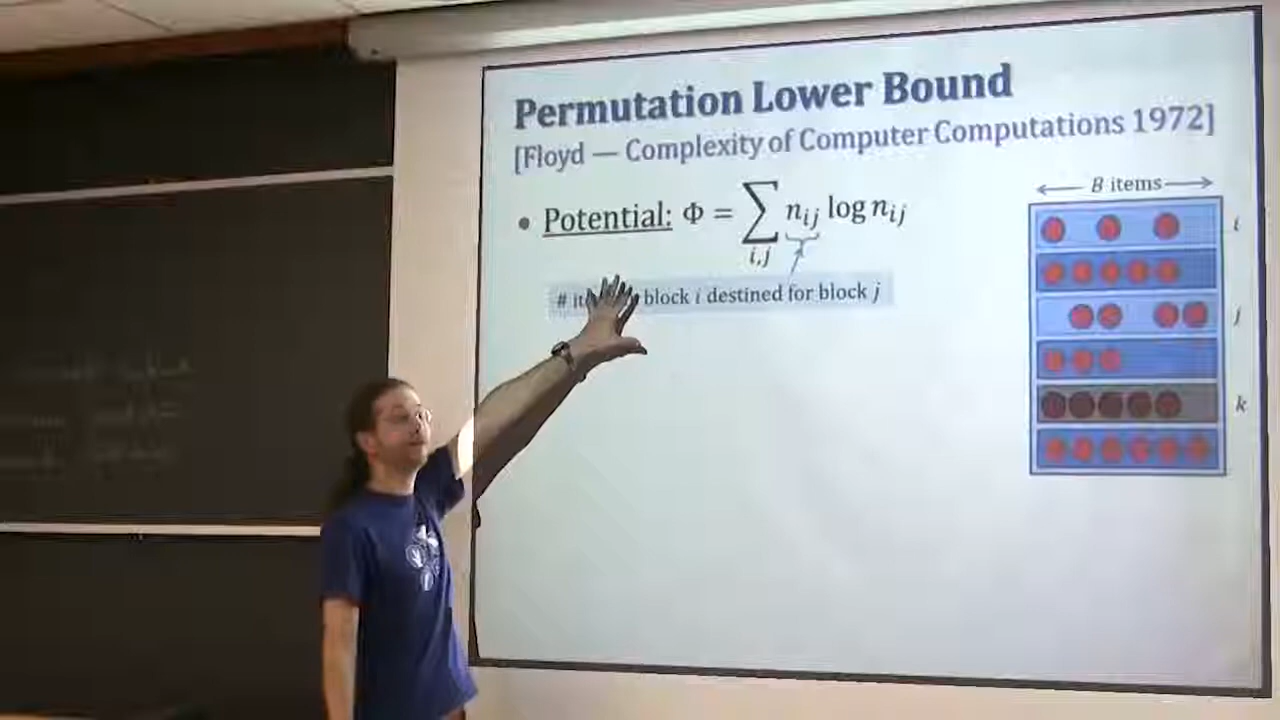 Permutation Lower Bound
[Floyd — Complexity of Computer Computations 1972]
• Potential: Φ = ∑ n_ij log n_ij
i,j
# block i destined for block j
B items
i
j
k